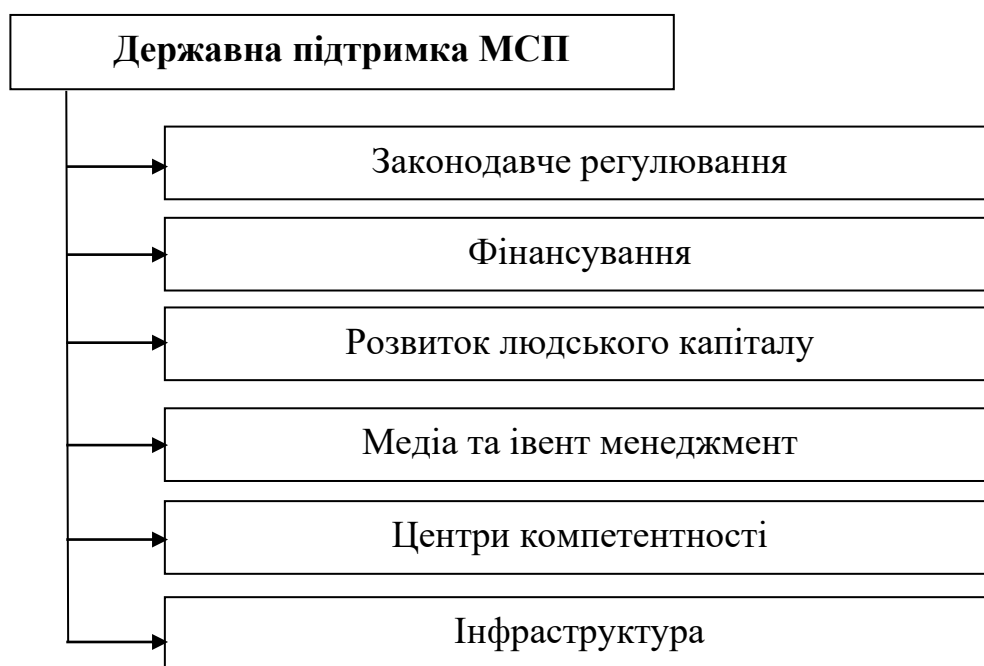 Державна підтримка МСП
Законодавче регулювання
Фінансування
Розвиток людського капіталу
Медіа та івент менеджмент
Центри компетентності
Інфраструктура